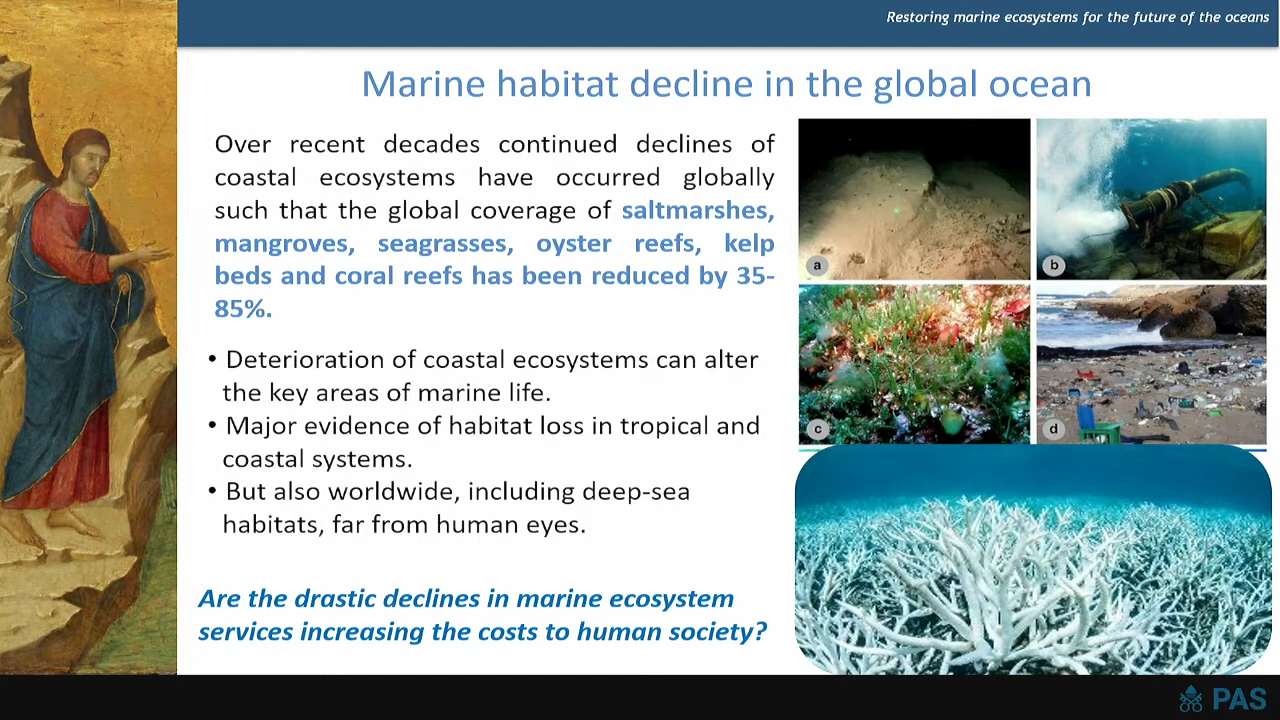 Restoring marine ecosystems for the future of the oceans
Marine habitat decline in the global ocean
Over recent decades continued declines of
coastal ecosystems have occurred globally
such that the global coverage of saltmarshes,
mangroves, seagrasses, oyster reefs, kelp
beds and coral reefs has been reduced by 35-
85%.
• Deterioration of coastal ecosystems can alter
the key areas of marine life.
• Major evidence of habitat loss in tropical and
coastal systems.
• But also worldwide, including deep-sea
habitats, far from human eyes.
Are the drastic declines in marine ecosystem
services increasing the costs to human society?
a
b
c
d
PAS